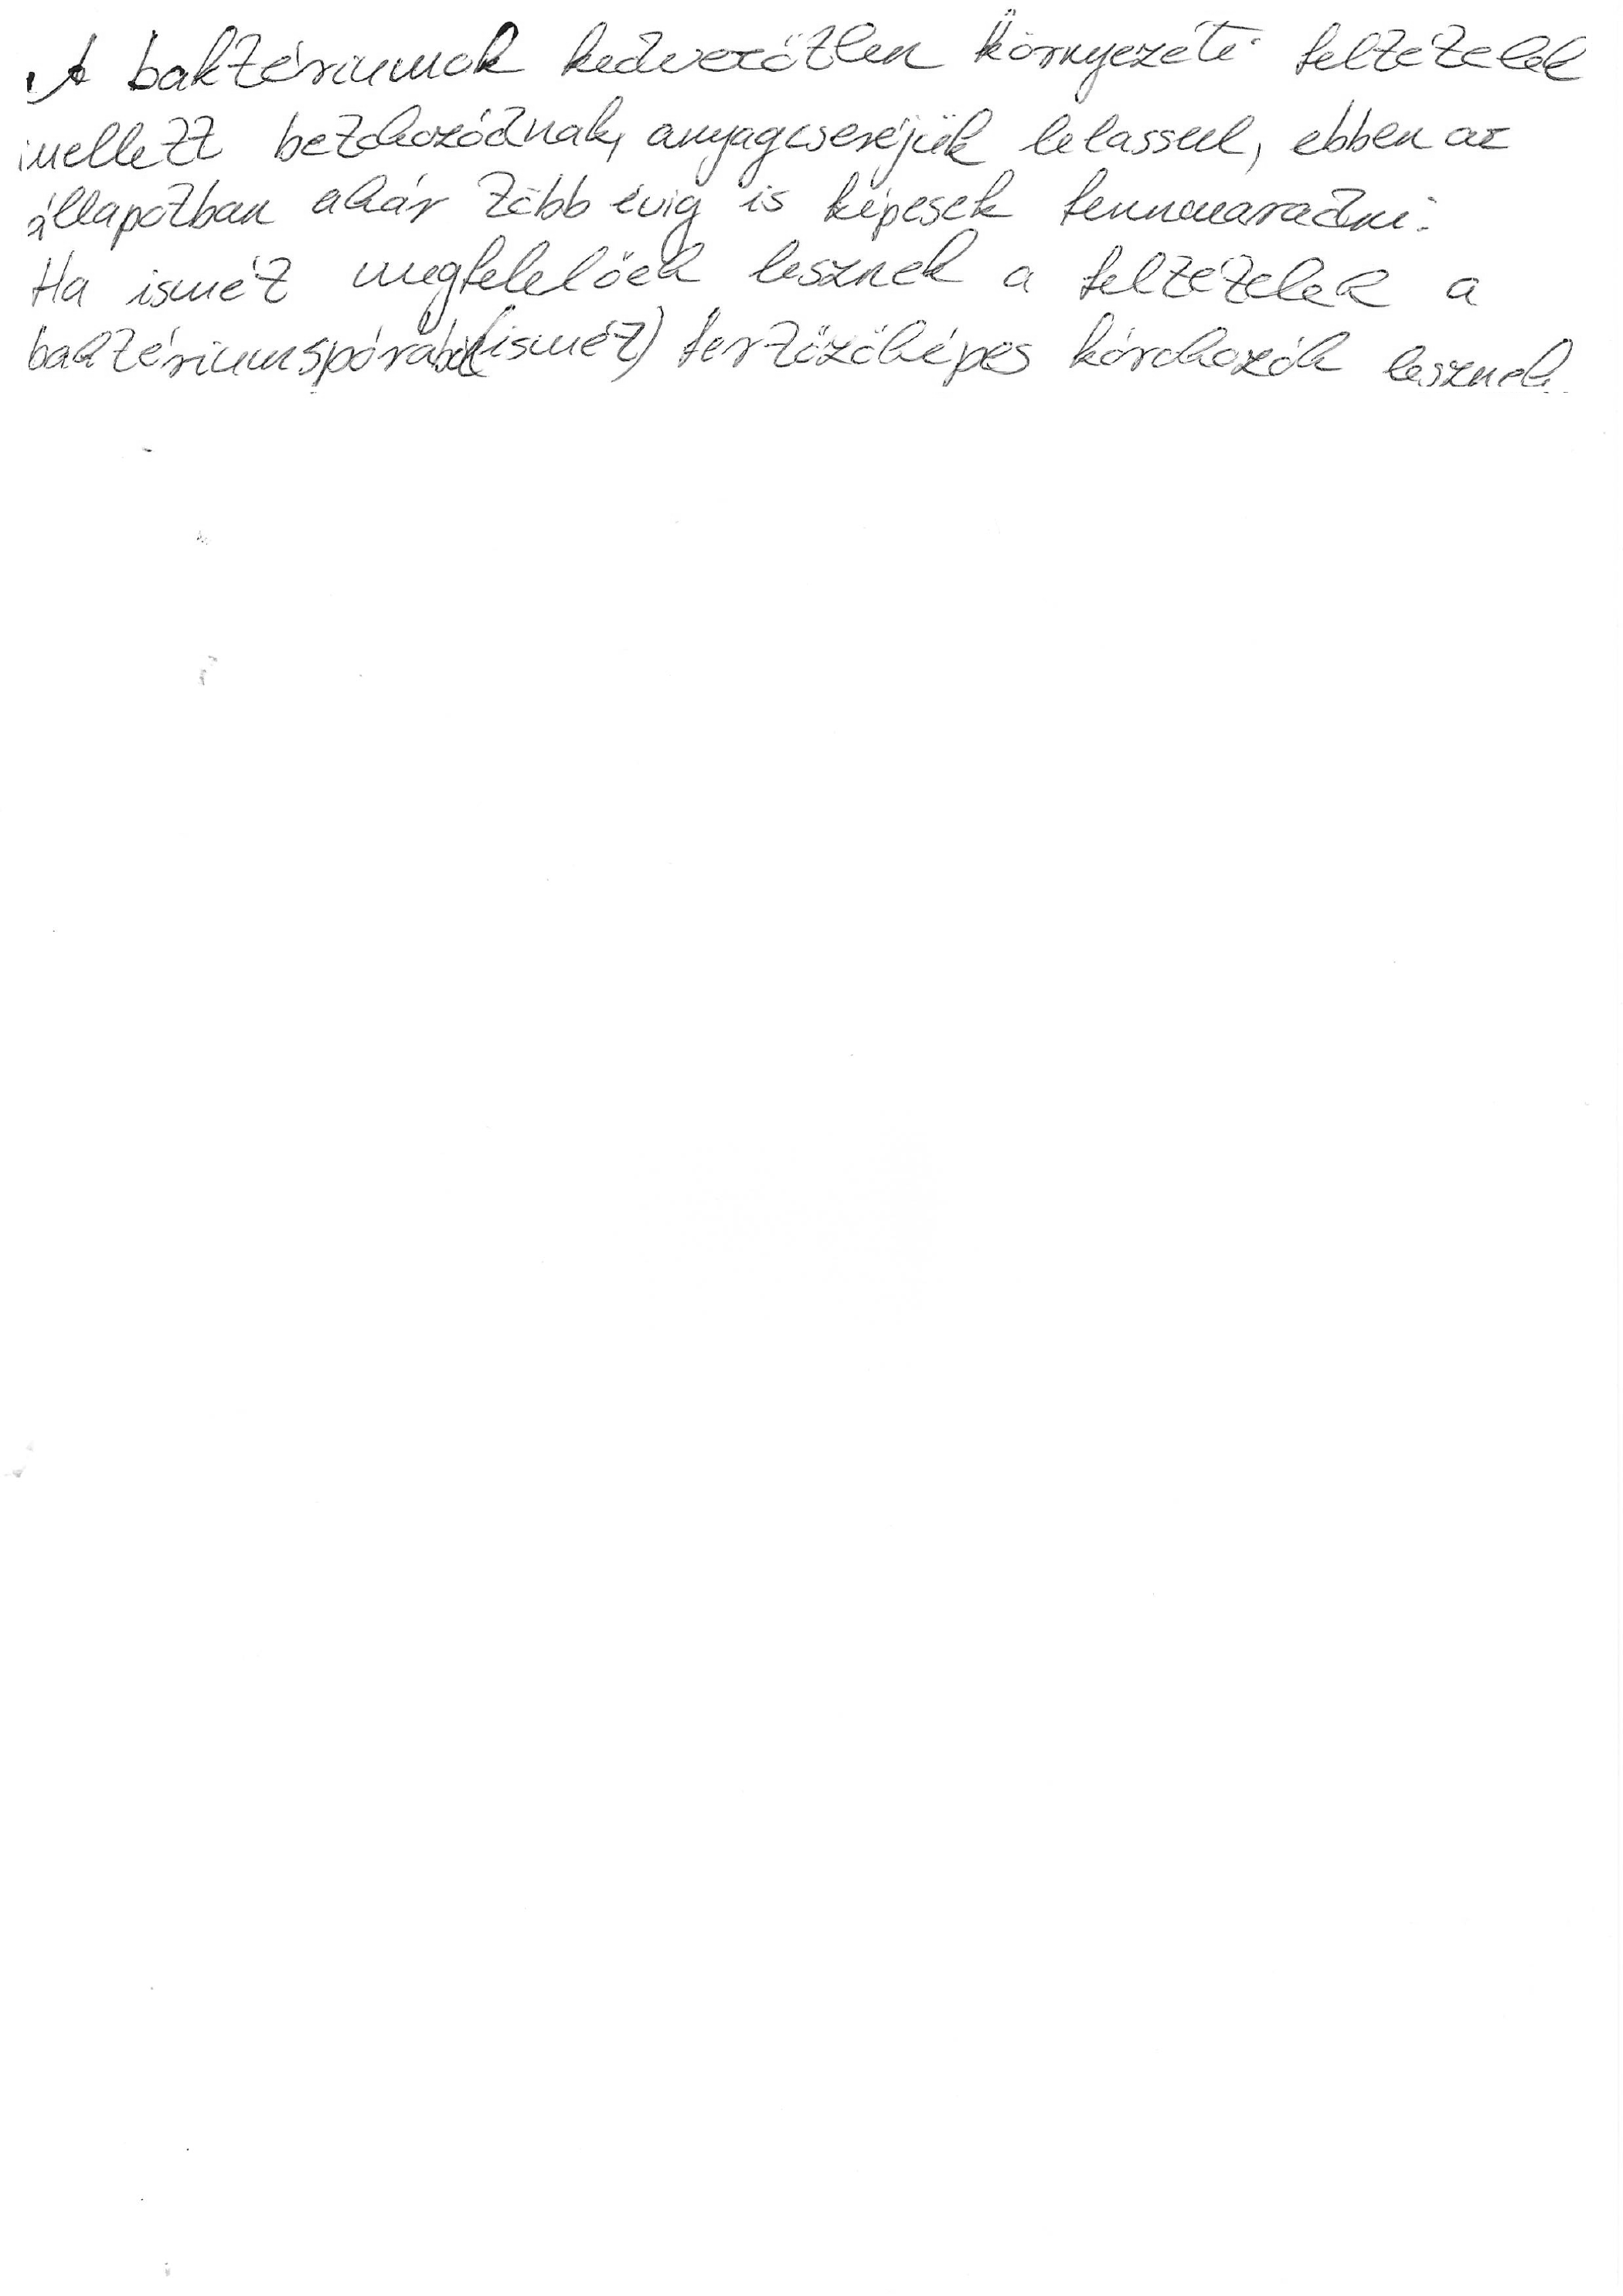 A baktériumok kedvezőtlen környezeti feltételek
mellett betokozódnak, anyagcseréjük lelassul, ebben az
állapotban akár több évig is képesek fennmaradni.
Ha ismét megfelelőek lesznek a feltételek a
baktériumspórából (ismét) fertőzőképes kórokozók lesznek.